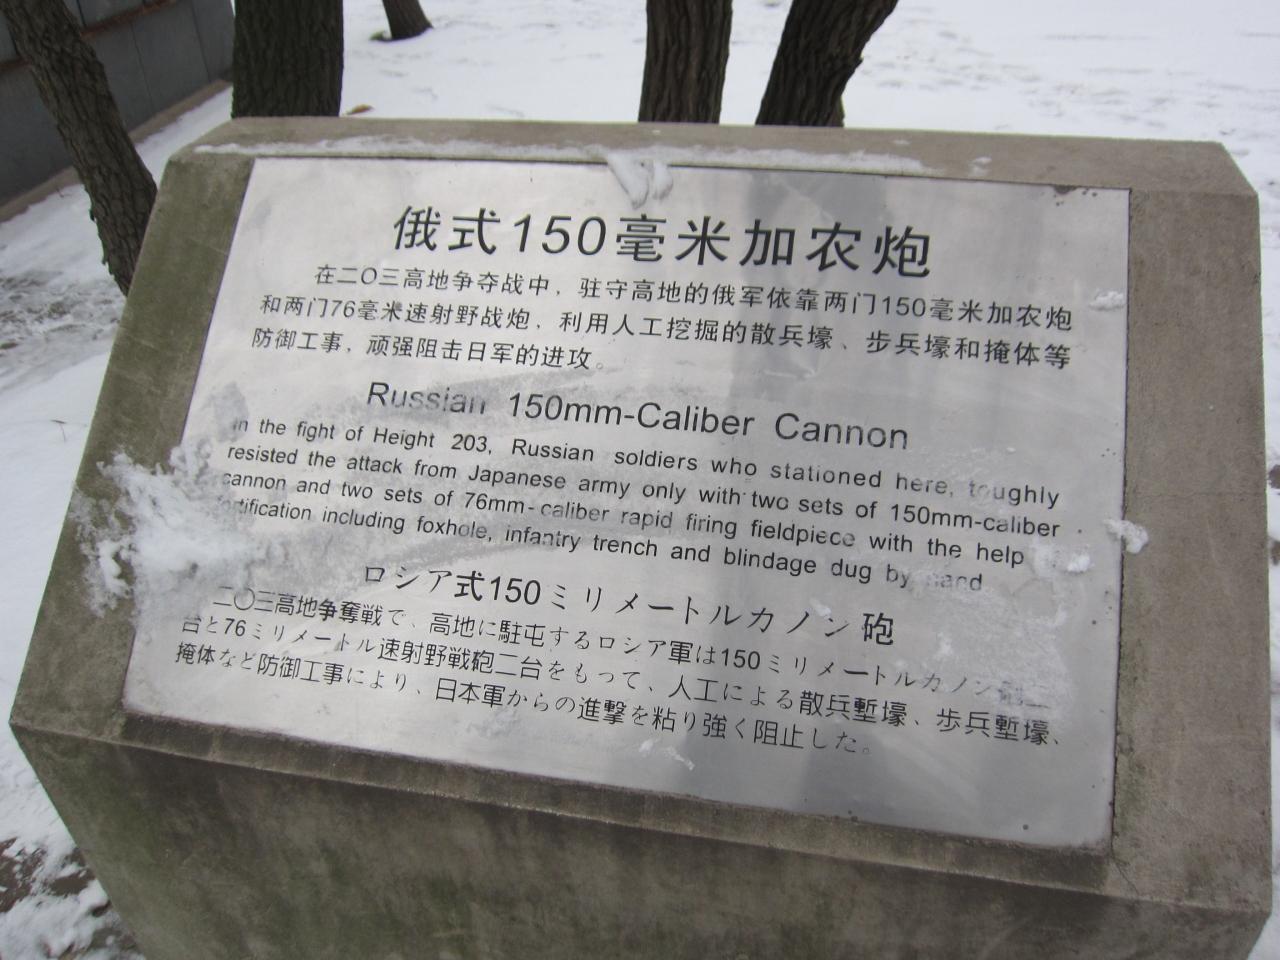 俄式150毫米加农炮
在二〇三高地争夺战中，驻守高地的俄军依靠两门150毫米加农炮
和两门76毫米速射野战炮，利用人工挖掘的散兵壕、步兵壕和掩体等
防御工事，顽强阻击日军的进攻。
Russian 150mm-Caliber Cannon
In the fight of Height 203, Russian soldiers who stationed here, toughly
resisted the attack from Japanese army only with two sets of 150mm-caliber
cannon and two sets of 76mm-caliber rapid firing fieldpiece with the help
fortification including foxhole, infantry trench and blindage dug by hand
ロシア式150ミリメートルカノン砲
二〇三高地争奪戦で、高地に駐屯するロシア軍は150ミリメートルカノン砲二
台と76ミリメートル速射野戦砲二台をもって、人工による散兵塹壕、歩兵塹壕、
掩体など防御工事により、日本軍からの進撃を粘り強く阻止した。